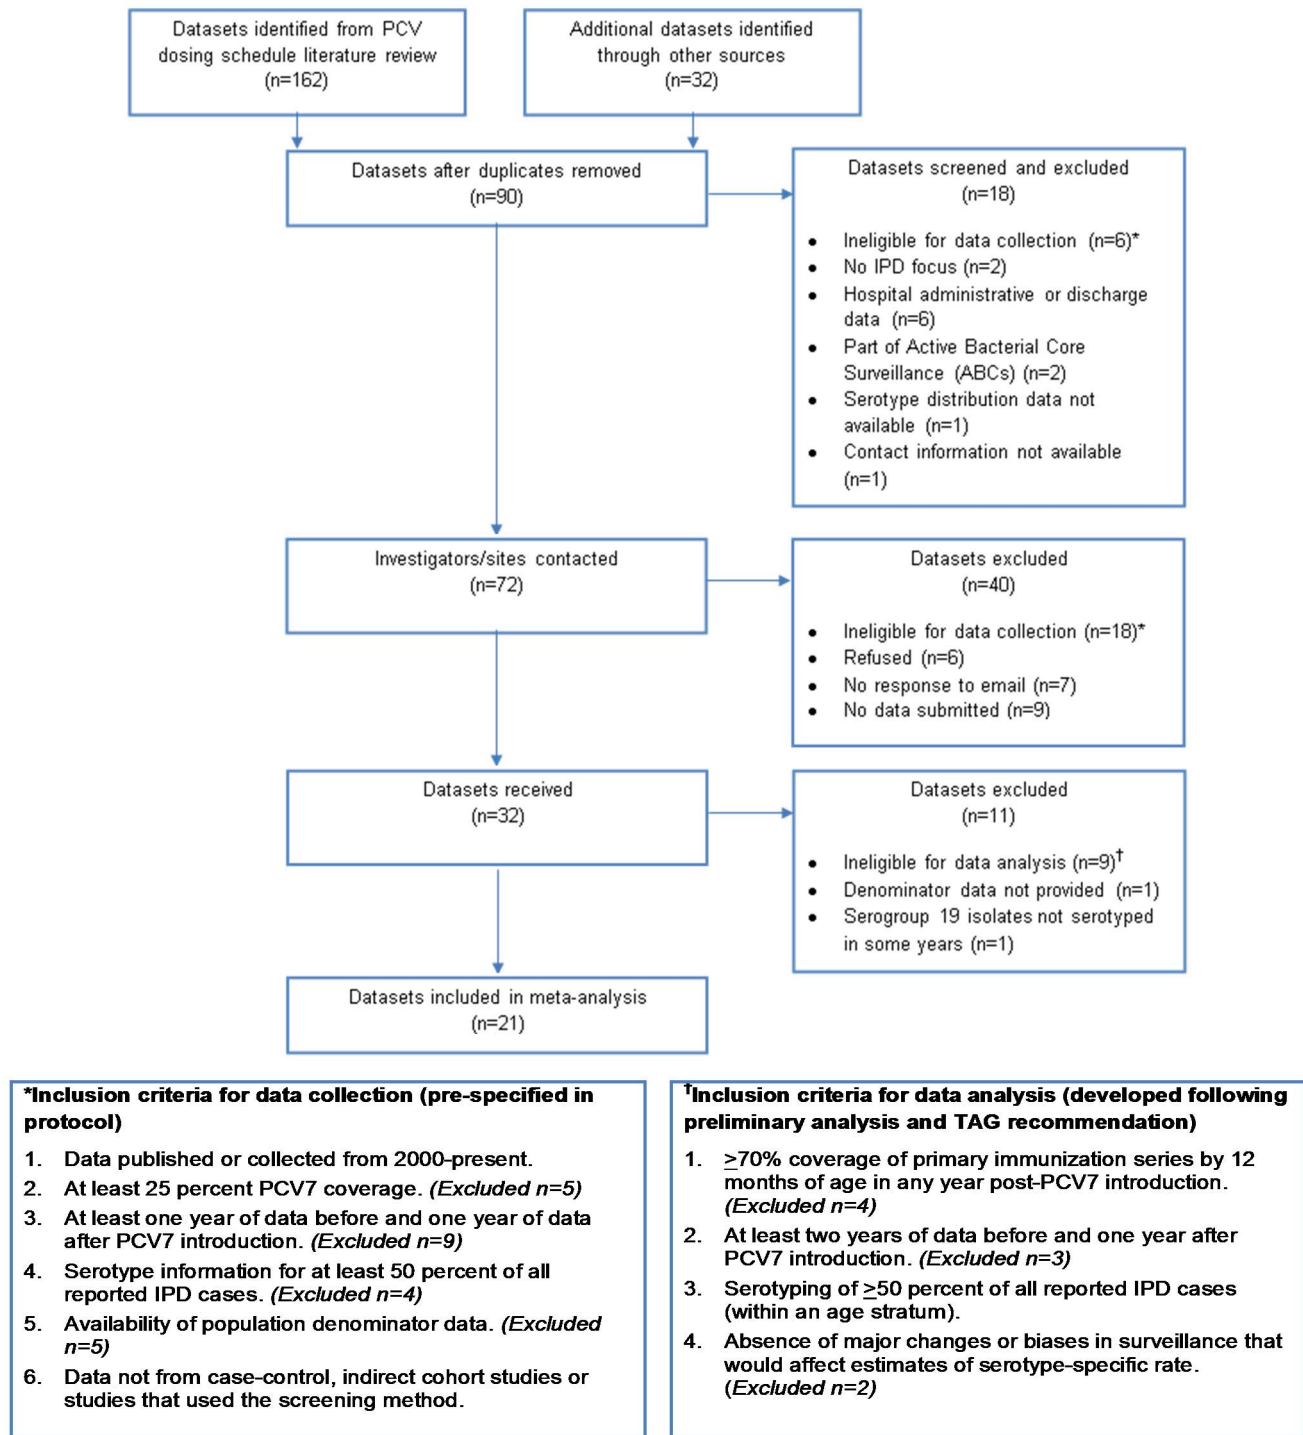 Datasets identified from PCV
dosing schedule literature review
(n=162)
Additional datasets identified
through other sources
(n=32)
Datasets after duplicates removed
(n=90)
Datasets screened and excluded
(n=18)
• Ineligible for data collection (n=6)*
• No IPD focus (n=2)
• Hospital administrative or discharge
data (n=6)
• Part of Active Bacterial Core
Surveillance (ABCs) (n=2)
• Serotype distribution data not
available (n=1)
• Contact information not available
(n=1)
Investigators/sites contacted
(n=72)
Datasets excluded
(n=40)
• Ineligible for data collection (n=18)*
• Refused (n=6)
• No response to email (n=7)
• No data submitted (n=9)
Datasets received
(n=32)
Datasets excluded
(n=11)
• Ineligible for data analysis (n=9)†
• Denominator data not provided (n=1)
• Serogroup 19 isolates not serotyped
in some years (n=1)
Datasets included in meta-analysis
(n=21)
*Inclusion criteria for data collection (pre-specified in
protocol)
1. Data published or collected from 2000-present.
2. At least 25 percent PCV7 coverage. (Excluded n=5)
3. At least one year of data before and one year of data
after PCV7 introduction. (Excluded n=9)
4. Serotype information for at least 50 percent of all
reported IPD cases. (Excluded n=4)
5. Availability of population denominator data. (Excluded
n=5)
6. Data not from case-control, indirect cohort studies or
studies that used the screening method.
†Inclusion criteria for data analysis (developed following
preliminary analysis and TAG recommendation)
1. ≥70% coverage of primary immunization series by 12
months of age in any year post-PCV7 introduction.
(Excluded n=4)
2. At least two years of data before and one year after
PCV7 introduction. (Excluded n=3)
3. Serotyping of ≥50 percent of all reported IPD cases
(within an age stratum).
4. Absence of major changes or biases in surveillance that
would affect estimates of serotype-specific rate.
(Excluded n=2)